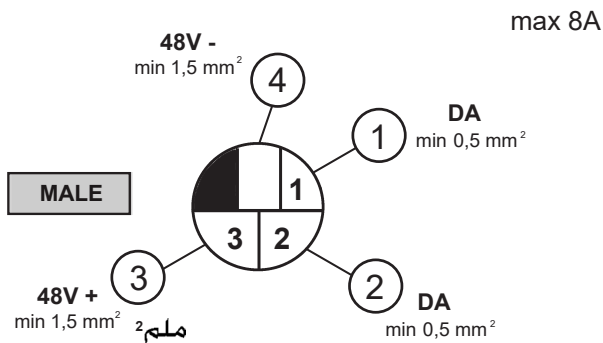 max 8A
48V -
min 1,5 mm²
4
DA
min 0,5 mm²
1
1
MALE
3 2
3
48V +
min 1,5 mm²
ملم²
2
DA
min 0,5 mm²